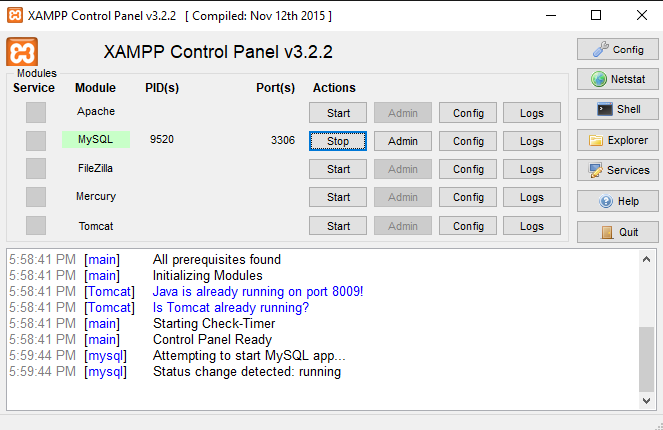 XAMPP Control Panel v3.2.2 [ Compiled: Nov 12th 2015 ]
XAMPP Control Panel v3.2.2
Config
Modules
Service Module PID(s) Port(s) Actions
Netstat
Apache Start Admin Config Logs
Shell
MySQL 9520 3306 Stop Admin Config Logs
Explorer
FileZilla Start Admin Config Logs
Services
Mercury Start Admin Config Logs
Help
Tomcat Start Admin Config Logs
Quit
5:58:41 PM [main] All prerequisites found
5:58:41 PM [main] Initializing Modules
5:58:41 PM [Tomcat] Java is already running on port 8009!
5:58:41 PM [Tomcat] Is Tomcat already running?
5:58:41 PM [main] Starting Check-Timer
5:58:41 PM [main] Control Panel Ready
5:59:44 PM [mysql] Attempting to start MySQL app...
5:59:44 PM [mysql] Status change detected: running